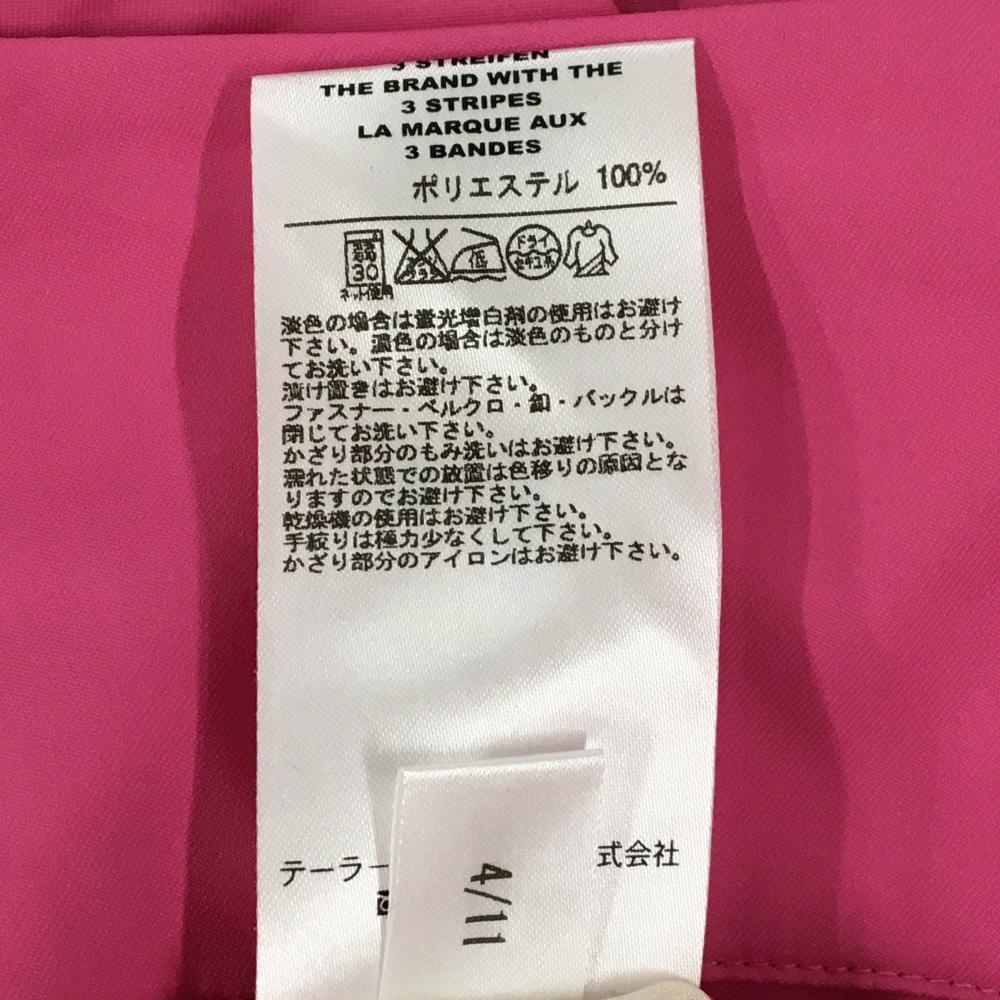 3 STREIFEN
THE BRAND WITH THE
3 STRIPES
LA MARQUE AUX
3 BANDES
ポリエステル 100%
30
ネット使用
低
ドライ
セキユ系
淡色の場合は蛍光増白剤の使用はお避け
下さい。濃色の場合は淡色のものと分け
てお洗い下さい。
漬け置きはお避け下さい。
ファスナー・ベルクロ・釦・バックルは
閉じてお洗い下さい。
かざり部分のもみ洗いはお避け下さい。
濡れた状態での放置は色移りの原因とな
りますのでお避け下さい。
乾燥機の使用はお避け下さい。
手絞りは極力少なくして下さい。
かざり部分のアイロンはお避け下さい。
テーラー
式会社
4/11